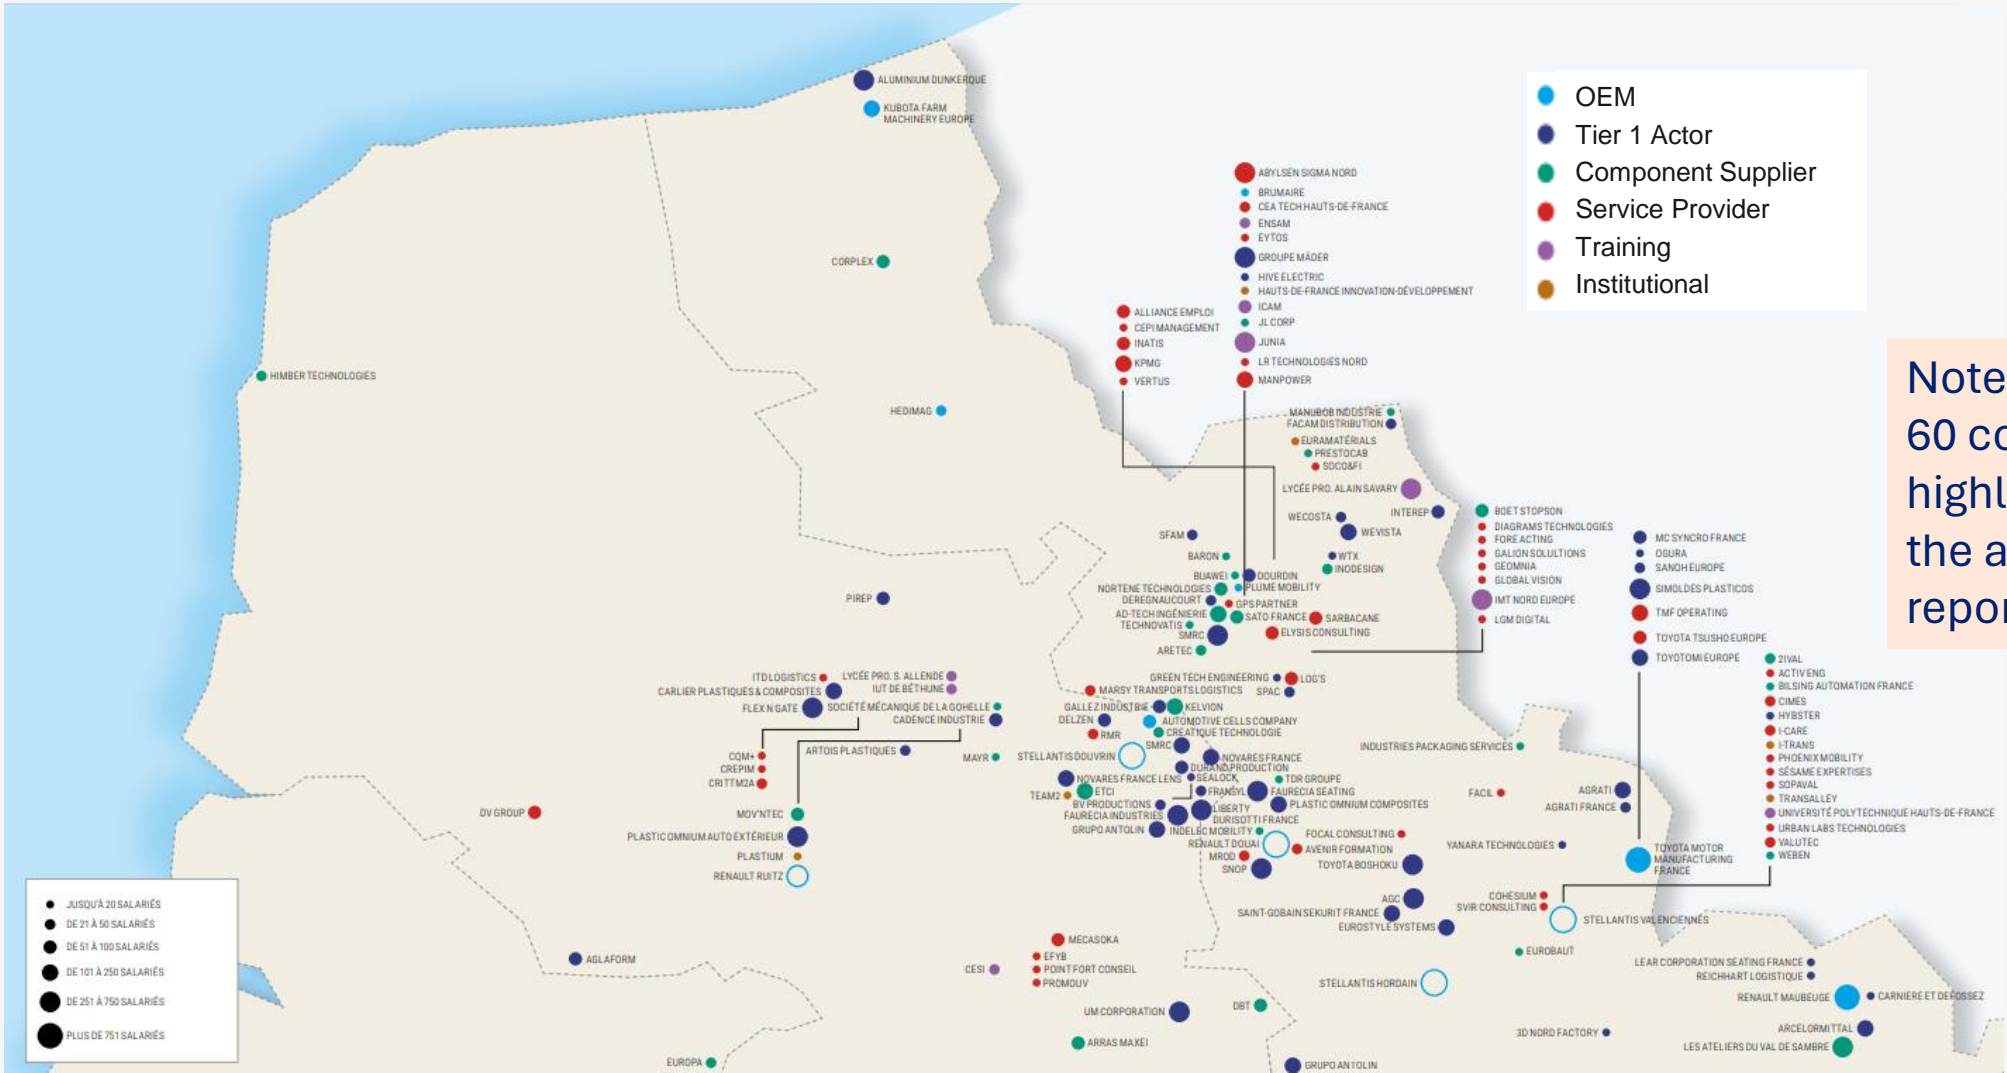 ALUMINIUM DUNKERQUE
KUBOTA FARM
MACHINERY EUROPE
OEM
Tier 1 Actor
Component Supplier
Service Provider
Training
Institutional
ABYLSEN SIGMA NORD
BRUMAIRE
CEA TECH HAUTS-DE-FRANCE
ENSAM
EYTOS
GROUPE MÄDER
HIVE ELECTRIC
HAUTS-DE-FRANCE INNOVATION-DÉVELOPPEMENT
ICAM
JL CORP
JUNIA
LR TECHNOLOGIES NORD
MANPOWER
CORPLEX
ALLIANCE EMPLOI
CEPI MANAGEMENT
INATIS
KPMG
VERTUS
HIMBER TECHNOLOGIES
HEDIMAG
Note
60 co
highl
the a
repor
MANUBOB INDUSTRIE
FACAM DISTRIBUTION
EURAMATÉRIALS
PRESTOCAB
SOCO&FI
LYCÉE PRO. ALAIN SAVARY
INTEREP
WECOSTA
WEVISTA
WTX
INODESIGN
SFAM
BARON
BUAWEI
DOURDIN
NORTENE TECHNOLOGIES
PLUME MOBILITY
DEREGNAUCOURT
GPS PARTNER
AD-TECH INGÉNIERIE
SATO FRANCE
SARBACANE
TECHNOVATIS
SMRC
ELYSIS CONSULTING
ARETEC
BOET STOPSON
DIAGRAMS TECHNOLOGIES
FORE ACTING
GALION SOLULTIONS
GEOMNIA
GLOBAL VISION
IMT NORD EUROPE
LGM DIGITAL
MC SYNCRO FRANCE
OGURA
SANOH EUROPE
SIMOLDES PLASTICOS
TMF OPERATING
TOYOTA TSUSHO EUROPE
TOYOTOMI EUROPE
2IVAL
ACTIV ENG
BILSING AUTOMATION FRANCE
CIMES
HYBSTER
I-CARE
I-TRANS
PHOENIX MOBILITY
SÉSAME EXPERTISES
SOPAVAL
TRANSALLEY
UNIVERSITÉ POLYTECHNIQUE HAUTS-DE-FRANCE
URBAN LABS TECHNOLOGIES
VALUTEC
WEBEN
PIREP
ITD LOGISTICS
LYCÉE PRO. S. ALLENDE
CARLIER PLASTIQUES & COMPOSITES
IUT DE BÉTHUNE
FLEX N GATE
SOCIÉTÉ MÉCANIQUE DE LA GOHELLE
CADENCE INDUSTRIE
ARTOIS PLASTIQUES
MAYR
CQM+
CREPIM
CRITTM2A
MOV'NTEC
PLASTIC OMNIUM AUTO EXTÉRIEUR
PLASTIUM
RENAULT RUITZ
DV GROUP
GREEN TECH ENGINEERING
LOG'S
MARSY TRANSPORTS LOGISTICS
SPAC
GALLEZ INDUSTRIE
KELVION
DELZEN
AUTOMOTIVE CELLS COMPANY
RMR
CREATIQUE TECHNOLOGIE
STELLANTIS DOUVRIN
SMRC
NOVARES FRANCE
DURAND PRODUCTION
NOVARES FRANCE LENS
SEALOCK
TDR GROUPE
TEAM2
ETCI
FRANSYL
FAURECIA SEATING
BV PRODUCTIONS
LIBERTY
PLASTIC OMNIUM COMPOSITES
FAURECIA INDUSTRIES
DURISOTTI FRANCE
GRUPO ANTOLIN
INDELEC MOBILITY
FOCAL CONSULTING
RENAULT DOUAI
AVENIR FORMATION
MROD
SNOP
TOYOTA BOSHOKU
AGC
SAINT-GOBAIN SEKURIT FRANCE
EUROSTYLE SYSTEMS
INDUSTRIES PACKAGING SERVICES
FACIL
AGRATI
AGRATI FRANCE
YANARA TECHNOLOGIES
TOYOTA MOTOR
MANUFACTURING
FRANCE
COHÉSIUM
SVIR CONSULTING
STELLANTIS VALENCIENNES
EUROBAUT
STELLANTIS HORDAIN
LEAR CORPORATION SEATING FRANCE
REICHHART LOGISTIQUE
RENAULT MAUBEUGE
CARNIERE ET DEFOSSEZ
3D NORD FACTORY
ARCELORMITTAL
LES ATELIERS DU VAL DE SAMBRE
AGLAFORM
MECASOKA
EFYB
CESI
POINT FORT CONSEIL
PROMOUV
UM CORPORATION
DBT
ARRAS MAXEI
EUROPA
GRUPO ANTOLIN
JUSQU'À 20 SALARIÉS
DE 21 À 50 SALARIÉS
DE 51 À 100 SALARIÉS
DE 101 À 250 SALARIÉS
DE 251 À 750 SALARIÉS
PLUS DE 751 SALARIÉS